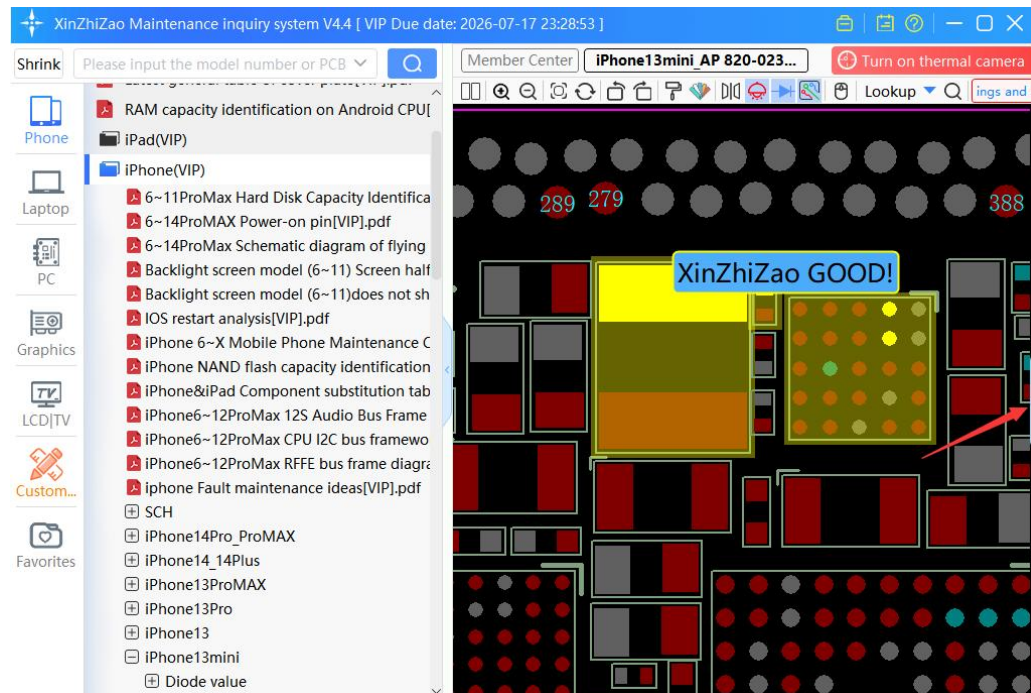 XinZhiZao Maintenance inquiry system V4.4 [ VIP Due date: 2026-07-17 23:28:53 ]
Shrink
Please Input the model number or PCB
Member Center
iPhone13mini_AP 820-023...
Turn on thermal camera
Lookup
ings and
Phone
Laptop
PC
Graphics
TV
LCD|TV
Custom...
Favorites
RAM capacity identification on Android CPU[
iPad(VIP)
iPhone(VIP)
6~11ProMax Hard Disk Capacity Identifica
6~14ProMAX Power-on pin[VIP].pdf
6~14ProMax Schematic diagram of flying
Backlight screen model (6~11) Screen half
Backlight screen model (6~11)does not sh
IOS restart analysis[VIP].pdf
iPhone 6~X Mobile Phone Maintenance C
iPhone NAND flash capacity identification
iPhone&iPad Component substitution tab
iPhone6~12ProMax 12S Audio Bus Frame
iPhone6~12ProMax CPU I2C bus framewo
iPhone6~12ProMax RFFE bus frame diagra
iphone Fault maintenance ideas[VIP].pdf
SCH
iPhone14Pro_ProMAX
iPhone14_14Plus
iPhone13ProMAX
iPhone13Pro
iPhone13
iPhone13mini
Diode value
289
279
388
XinZhiZao GOOD!